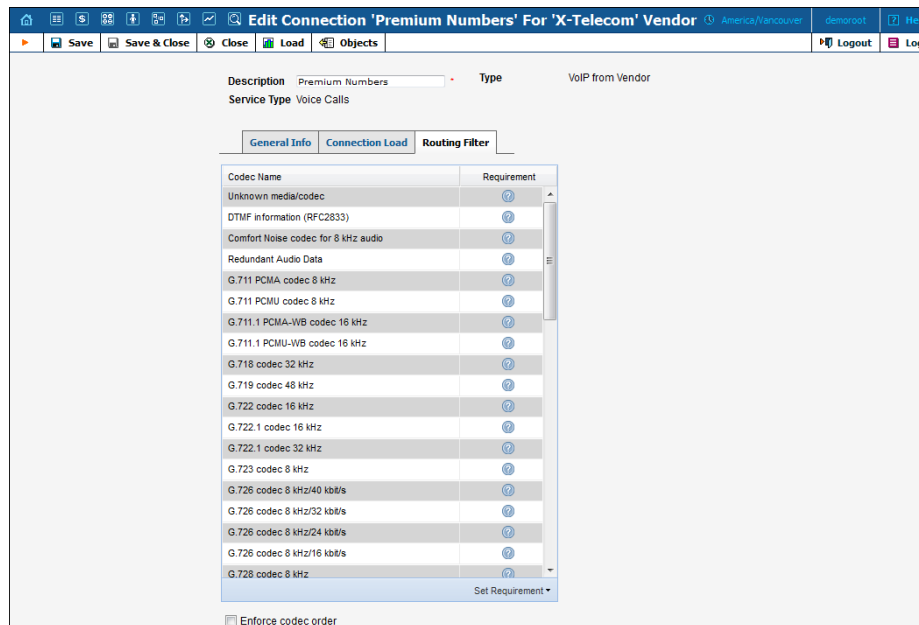 Edit Connection 'Premium Numbers' For 'X-Telecom' Vendor America/Vancouver demoroot He
Save Save & Close Close Load Objects Logout Lo
Description Premium Numbers * Type VoIP from Vendor
Service Type Voice Calls
General Info Connection Load Routing Filter
Codec Name Requirement
Unknown media/codec
DTMF information (RFC2833)
Comfort Noise codec for 8 kHz audio
Redundant Audio Data
G.711 PCMA codec 8 kHz
G.711 PCMU codec 8 kHz
G.711.1 PCMA-WB codec 16 kHz
G.711.1 PCMU-WB codec 16 kHz
G.718 codec 32 kHz
G.719 codec 48 kHz
G.722 codec 16 kHz
G.722.1 codec 16 kHz
G.722.1 codec 32 kHz
G.723 codec 8 kHz
G.726 codec 8 kHz/40 kbit/s
G.726 codec 8 kHz/32 kbit/s
G.726 codec 8 kHz/24 kbit/s
G.726 codec 8 kHz/16 kbit/s
G.728 codec 8 kHz
Set Requirement
Enforce codec order